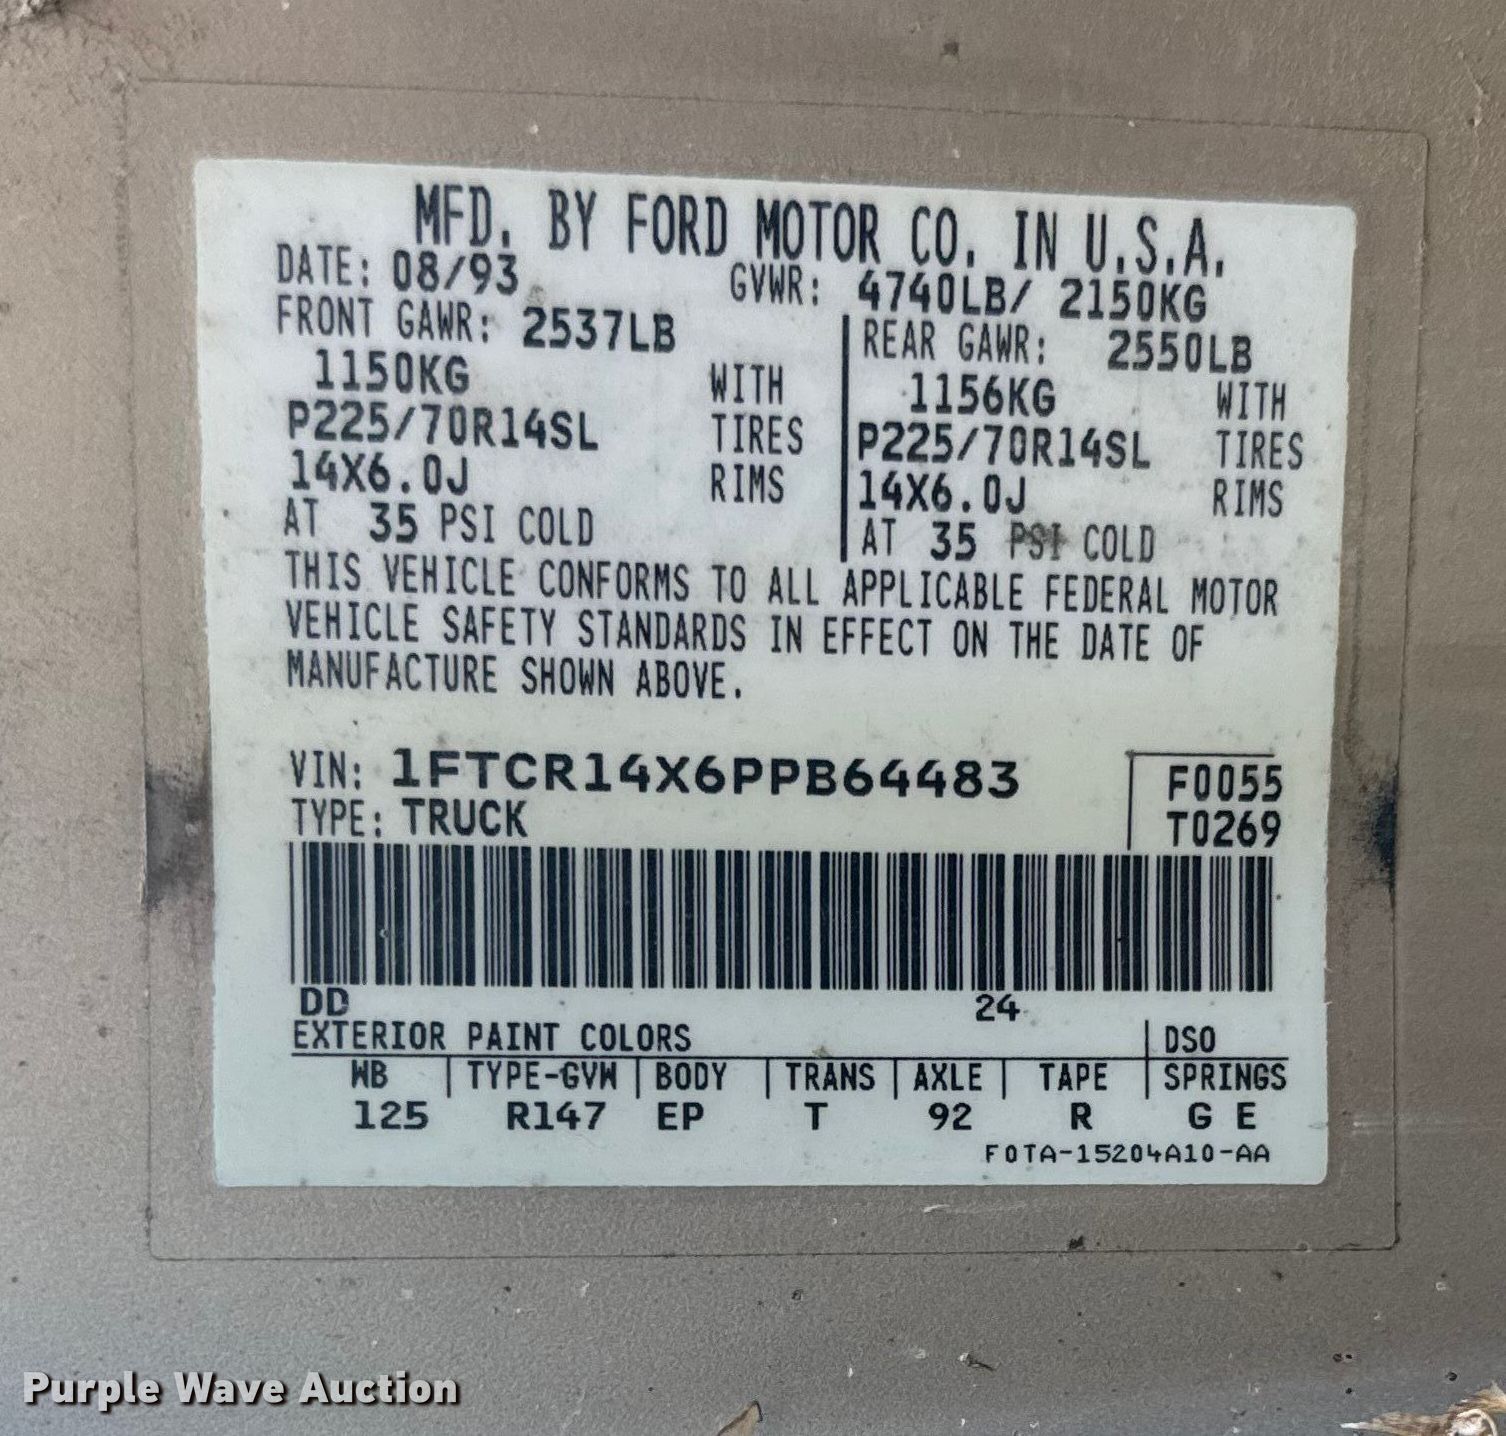 MFD. BY FORD MOTOR CO. IN U.S.A.
DATE: 08/93 GVWR: 4740LB/ 2150KG
FRONT GAWR: 2537LB REAR GAWR: 2550LB
1150KG WITH 1156KG WITH
P225/70R14SL TIRES P225/70R14SL TIRES
14X6.0J RIMS 14X6.0J RIMS
AT 35 PSI COLD AT 35 PSI COLD
THIS VEHICLE CONFORMS TO ALL APPLICABLE FEDERAL MOTOR
VEHICLE SAFETY STANDARDS IN EFFECT ON THE DATE OF
MANUFACTURE SHOWN ABOVE.
VIN: 1FTCR14X6PPB64483 F0055
TYPE: TRUCK T0269
DD 24
EXTERIOR PAINT COLORS DSO
WB TYPE-GVW BODY TRANS AXLE TAPE SPRINGS
125 R147 EP T 92 R G E
F0TA-15204A10-AA
Purple Wave Auction